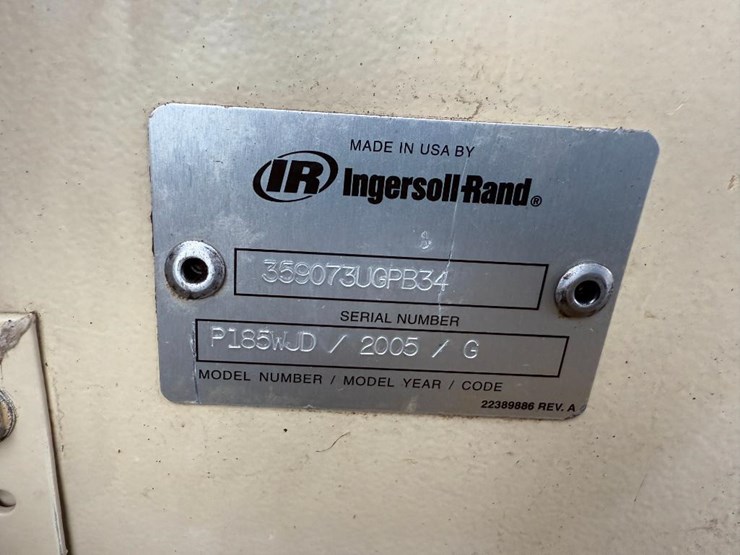 MADE IN USA BY
IR Ingersoll-Rand®
359073UGPB34
SERIAL NUMBER
P185WJD / 2005 / G
MODEL NUMBER / MODEL YEAR / CODE
22389886 REV. A